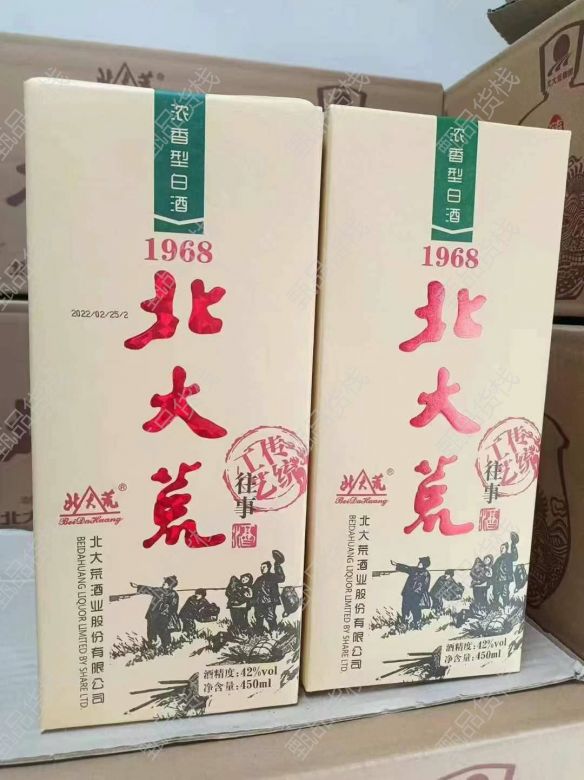 浓香型白酒
1968
北大荒
2022/02/25/2
传统工艺
往事
酒
北大荒®
BeiDaHuang
北大荒酒业股份有限公司
BEIDAHUANG LIQUOR LIMITED BY SHARE LTD.
酒精度:42%vol
净含量:450ml
浓香型白酒
1968
北大荒
传统工艺
往事
酒
北大荒®
BeiDaHuang
北大荒酒业股份有限公司
BEIDAHUANG LIQUOR LIMITED BY SHARE LTD.
酒精度:42%vol
净含量:450ml
甄品货栈